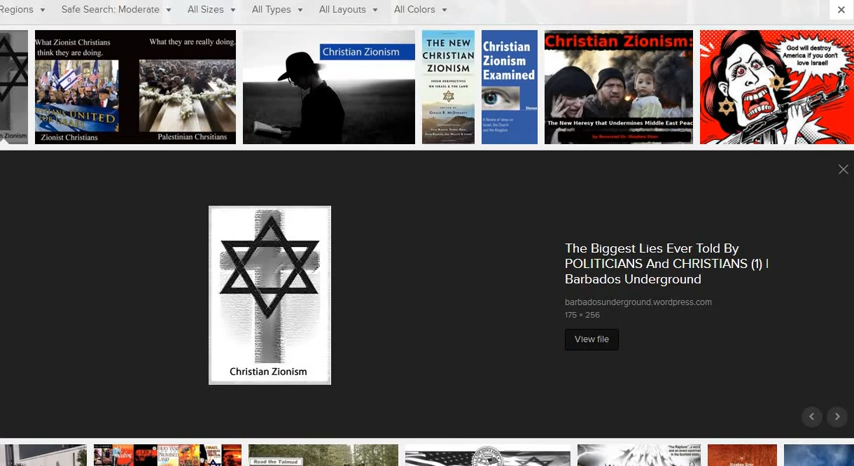 Regions
Safe Search: Moderate
All Sizes
All Types
All Layouts
All Colors
What Zionist Christians
think they are doing.
What they are really doing.
UNITED
Zionist Christians
Palestinian Chrsitians
Christian Zionism
THE NEW
CHRISTIAN
ZIONISM
Christian
Zionism
Examined
Christian Zionism:
The New Heresy that Undermines Middle East Peac
God will destroy
America if you don't
love Israel!
The Biggest Lies Ever Told By
POLITICIANS And CHRISTIANS (1) |
Barbados Underground
barbadosunderground.wordpress.com
175 × 256
View file
Christian Zionism
Read the Talmud